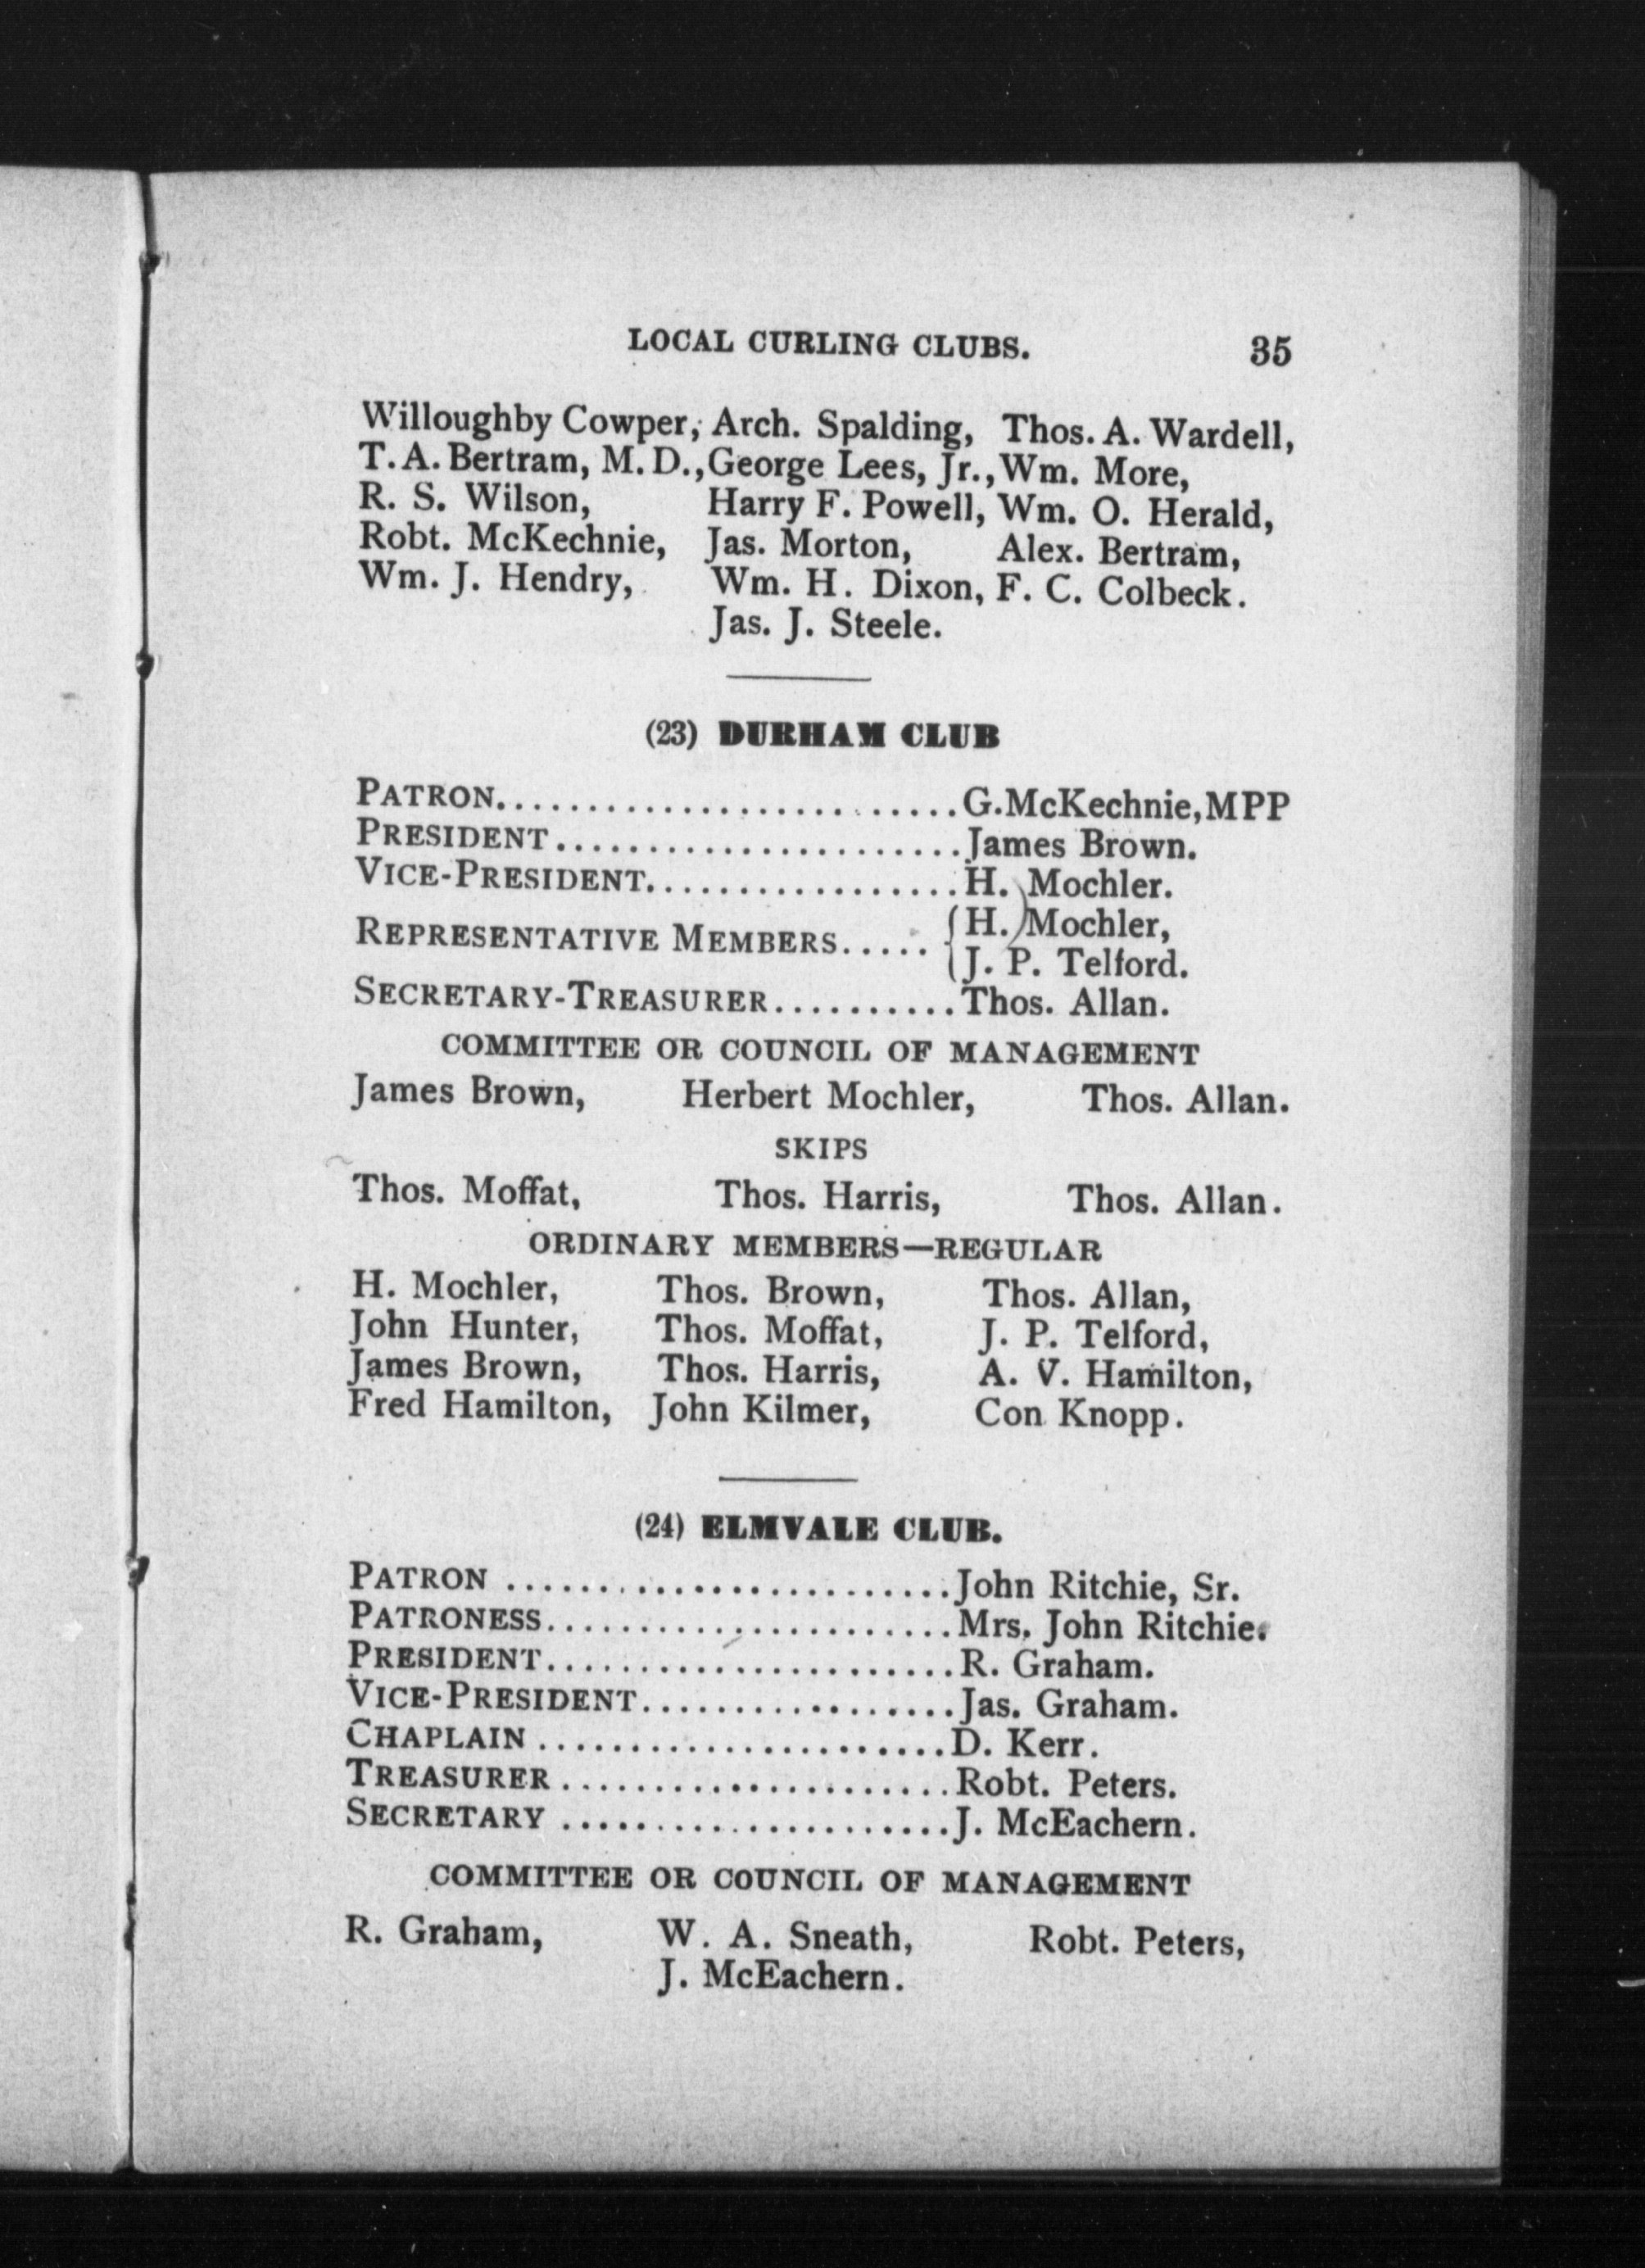 LOCAL CURLING CLUBS. 35
Willoughby Cowper, Arch. Spalding, Thos. A. Wardell,
T. A. Bertram, M. D., George Lees, Jr., Wm. More,
R. S. Wilson, Harry F. Powell, Wm. O. Herald,
Robt. McKechnie, Jas. Morton, Alex. Bertram,
Wm. J. Hendry, Wm. H. Dixon, F. C. Colbeck.
Jas. J. Steele.
(23) DURHAM CLUB
PATRON..........................G.McKechnie,MPP
PRESIDENT.......................James Brown.
VICE-PRESIDENT..................H. Mochler.
REPRESENTATIVE MEMBERS..... { H. Mochler,
J. P. Telford.
SECRETARY-TREASURER..........Thos. Allan.
COMMITTEE OR COUNCIL OF MANAGEMENT
James Brown, Herbert Mochler, Thos. Allan.
SKIPS
Thos. Moffat, Thos. Harris, Thos. Allan.
ORDINARY MEMBERS—REGULAR
H. Mochler, Thos. Brown, Thos. Allan,
John Hunter, Thos. Moffat, J. P. Telford,
James Brown, Thos. Harris, A. V. Hamilton,
Fred Hamilton, John Kilmer, Con Knopp.
(24) ELMVALE CLUB.
PATRON .........................John Ritchie, Sr.
PATRONESS.......................Mrs. John Ritchie.
PRESIDENT.......................R. Graham.
VICE-PRESIDENT..................Jas. Graham.
CHAPLAIN .......................D. Kerr.
TREASURER ......................Robt. Peters.
SECRETARY ......................J. McEachern.
COMMITTEE OR COUNCIL OF MANAGEMENT
R. Graham, W. A. Sneath, Robt. Peters,
J. McEachern.